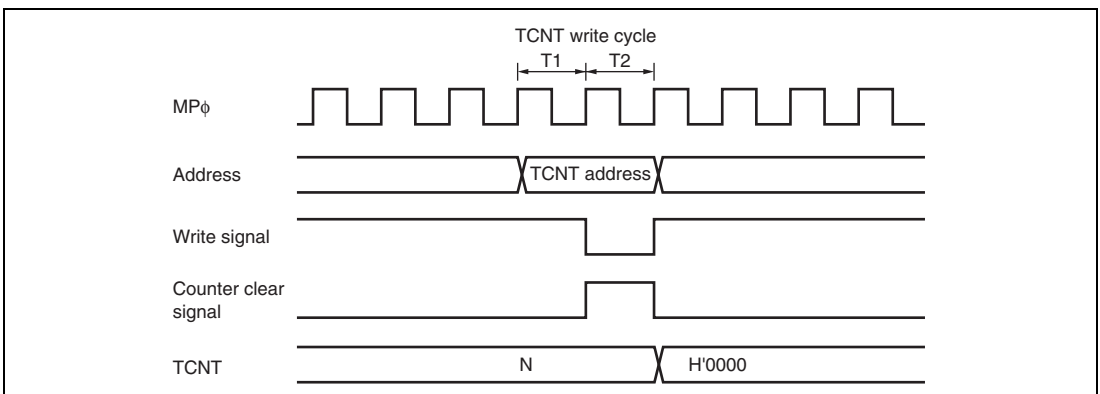 TCNT write cycle
T1 T2
MPϕ
Address
TCNT address
Write signal
Counter clear
signal
TCNT
N
H'0000